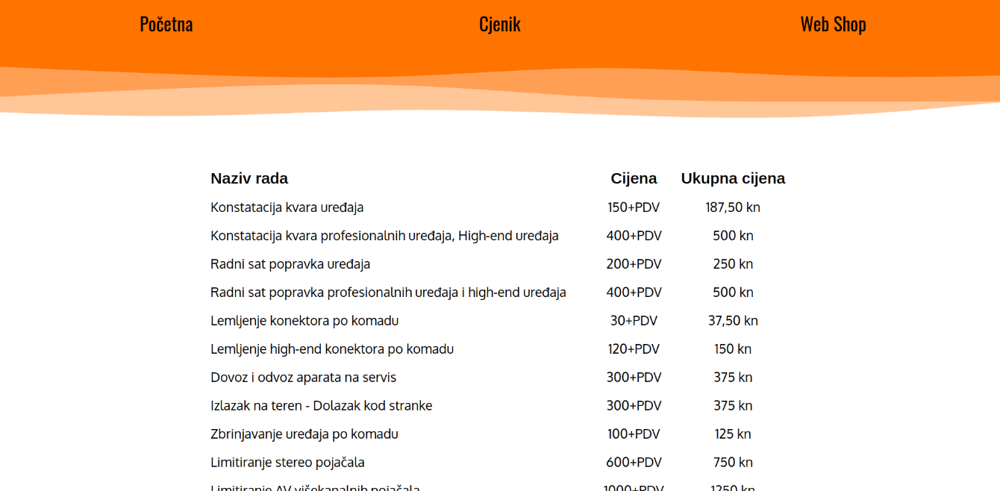 Početna Cjenik Web Shop
Naziv rada Cijena Ukupna cijena
Konstatacija kvara uređaja 150+PDV 187,50 kn
Konstatacija kvara profesionalnih uređaja, High-end uređaja 400+PDV 500 kn
Radni sat popravka uređaja 200+PDV 250 kn
Radni sat popravka profesionalnih uređaja i high-end uređaja 400+PDV 500 kn
Lemljenje konektora po komadu 30+PDV 37,50 kn
Lemljenje high-end konektora po komadu 120+PDV 150 kn
Dovoz i odvoz aparata na servis 300+PDV 375 kn
Izlazak na teren - Dolazak kod stranke 300+PDV 375 kn
Zbrinjavanje uređaja po komadu 100+PDV 125 kn
Limitiranje stereo pojačala 600+PDV 750 kn
Limitiranje AV višekanalnih pojačala 1000+PDV 1250 kn